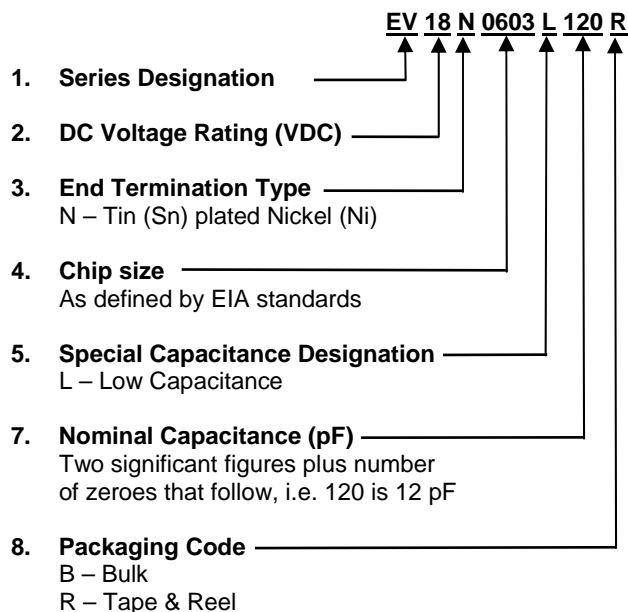 EV 18 N 0603 L 120 R
1. Series Designation
2. DC Voltage Rating (VDC)
3. End Termination Type
N – Tin (Sn) plated Nickel (Ni)
4. Chip size
As defined by EIA standards
5. Special Capacitance Designation
L – Low Capacitance
7. Nominal Capacitance (pF)
Two significant figures plus number
of zeroes that follow, i.e. 120 is 12 pF
8. Packaging Code
B – Bulk
R – Tape & Reel